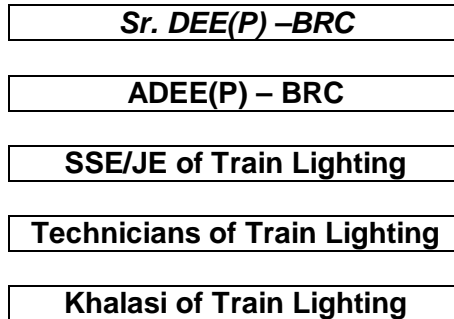 Sr. DEE(P) –BRC
ADEE(P) – BRC
SSE/JE of Train Lighting
Technicians of Train Lighting
Khalasi of Train Lighting